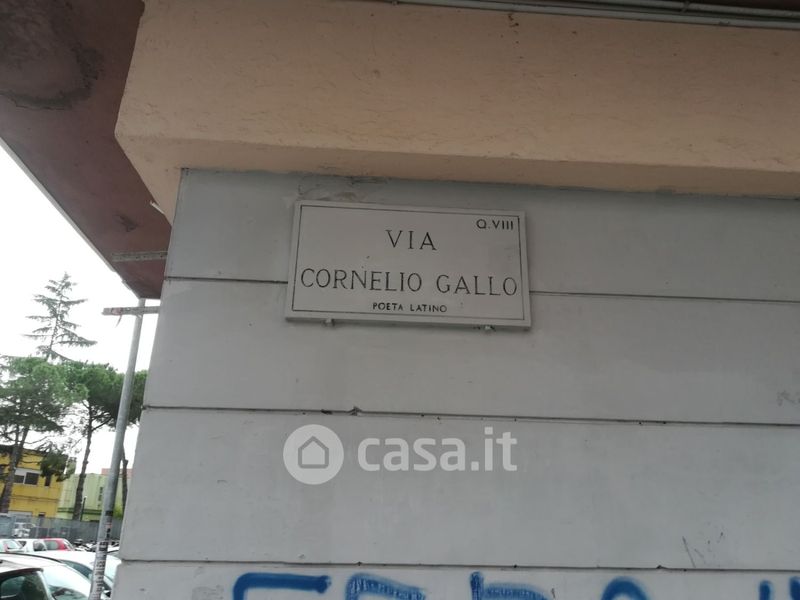 Q.VIII
VIA
CORNELIO GALLO
POETA LATINO
casa.it